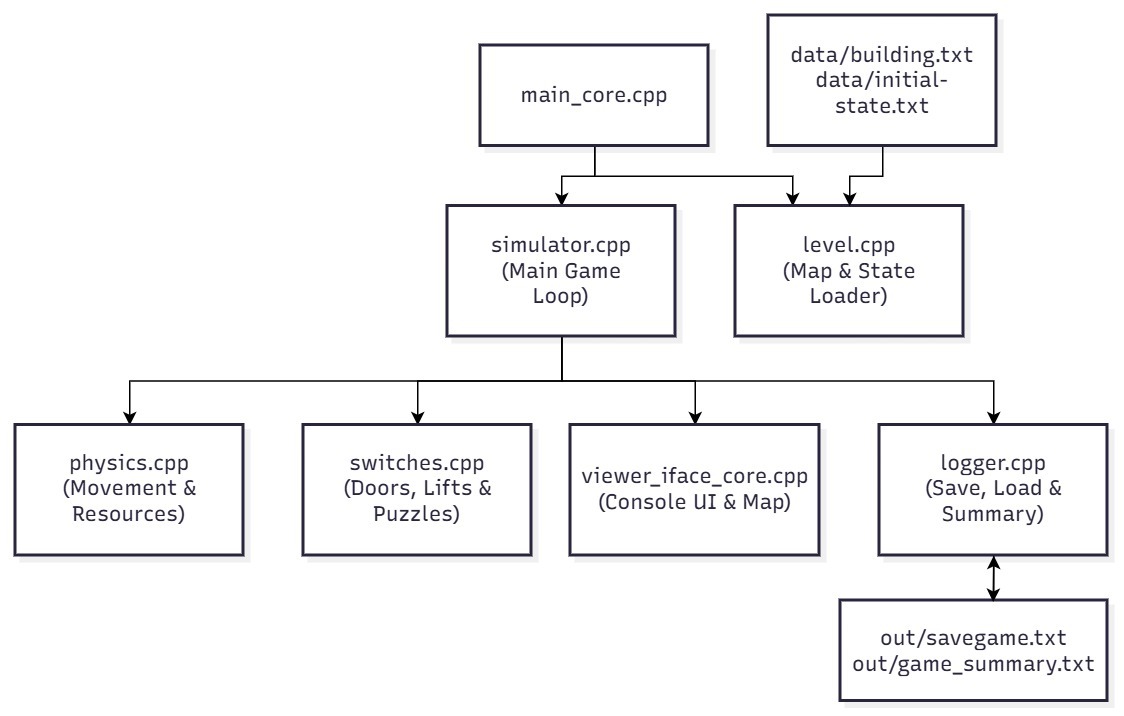 main_core.cpp
data/building.txt
data/initial-
state.txt
simulator.cpp
(Main Game
Loop)
level.cpp
(Map & State
Loader)
physics.cpp
(Movement &
Resources)
switches.cpp
(Doors, Lifts &
Puzzles)
viewer_iface_core.cpp
(Console UI & Map)
logger.cpp
(Save, Load &
Summary)
out/savegame.txt
out/game_summary.txt